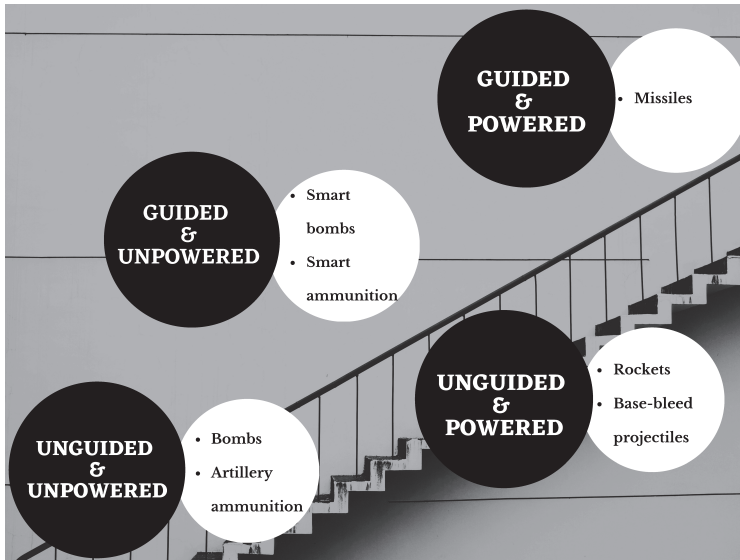 GUIDED
&
POWERED
• Missiles
GUIDED
&
UNPOWERED
• Smart
bombs
• Smart
ammunition
UNGUIDED
&
POWERED
• Rockets
• Base-bleed
projectiles
UNGUIDED
&
UNPOWERED
• Bombs
• Artillery
ammunition